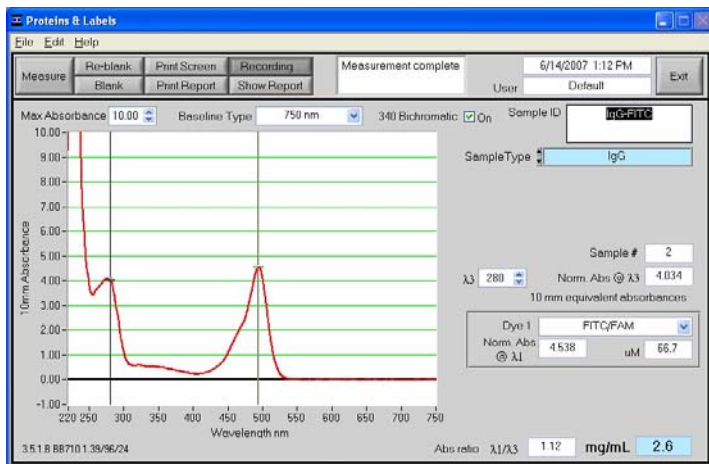 Proteins & Labels
File Edit Help
Measure
Re-blank Print Screen Recording
Blank Print Report Show Report
Measurement complete
6/14/2007 1:12 PM
User Default
Exit
Max Absorbance 10.00 Baseline Type 750 nm 340 Bichromatic On Sample ID IgG-FITC
Sample Type IgG
10.00
9.00
8.00
7.00
6.00
5.00
4.00
3.00
2.00
1.00
0.00
-1.00
10mm Absorbance
220 250 300 350 400 450 500 550 600 650 700 750
Wavelength nm
Sample # 2
λ3 280 Norm. Abs @ λ3 4.034
10 mm equivalent absorbances
Dye 1 FITC/FAM
Norm. Abs @ λ1 4.538 uM 66.7
3.5.1 B BB710 1.39/96/24
Abs ratio λ1/λ3 1.12 mg/mL 2.6